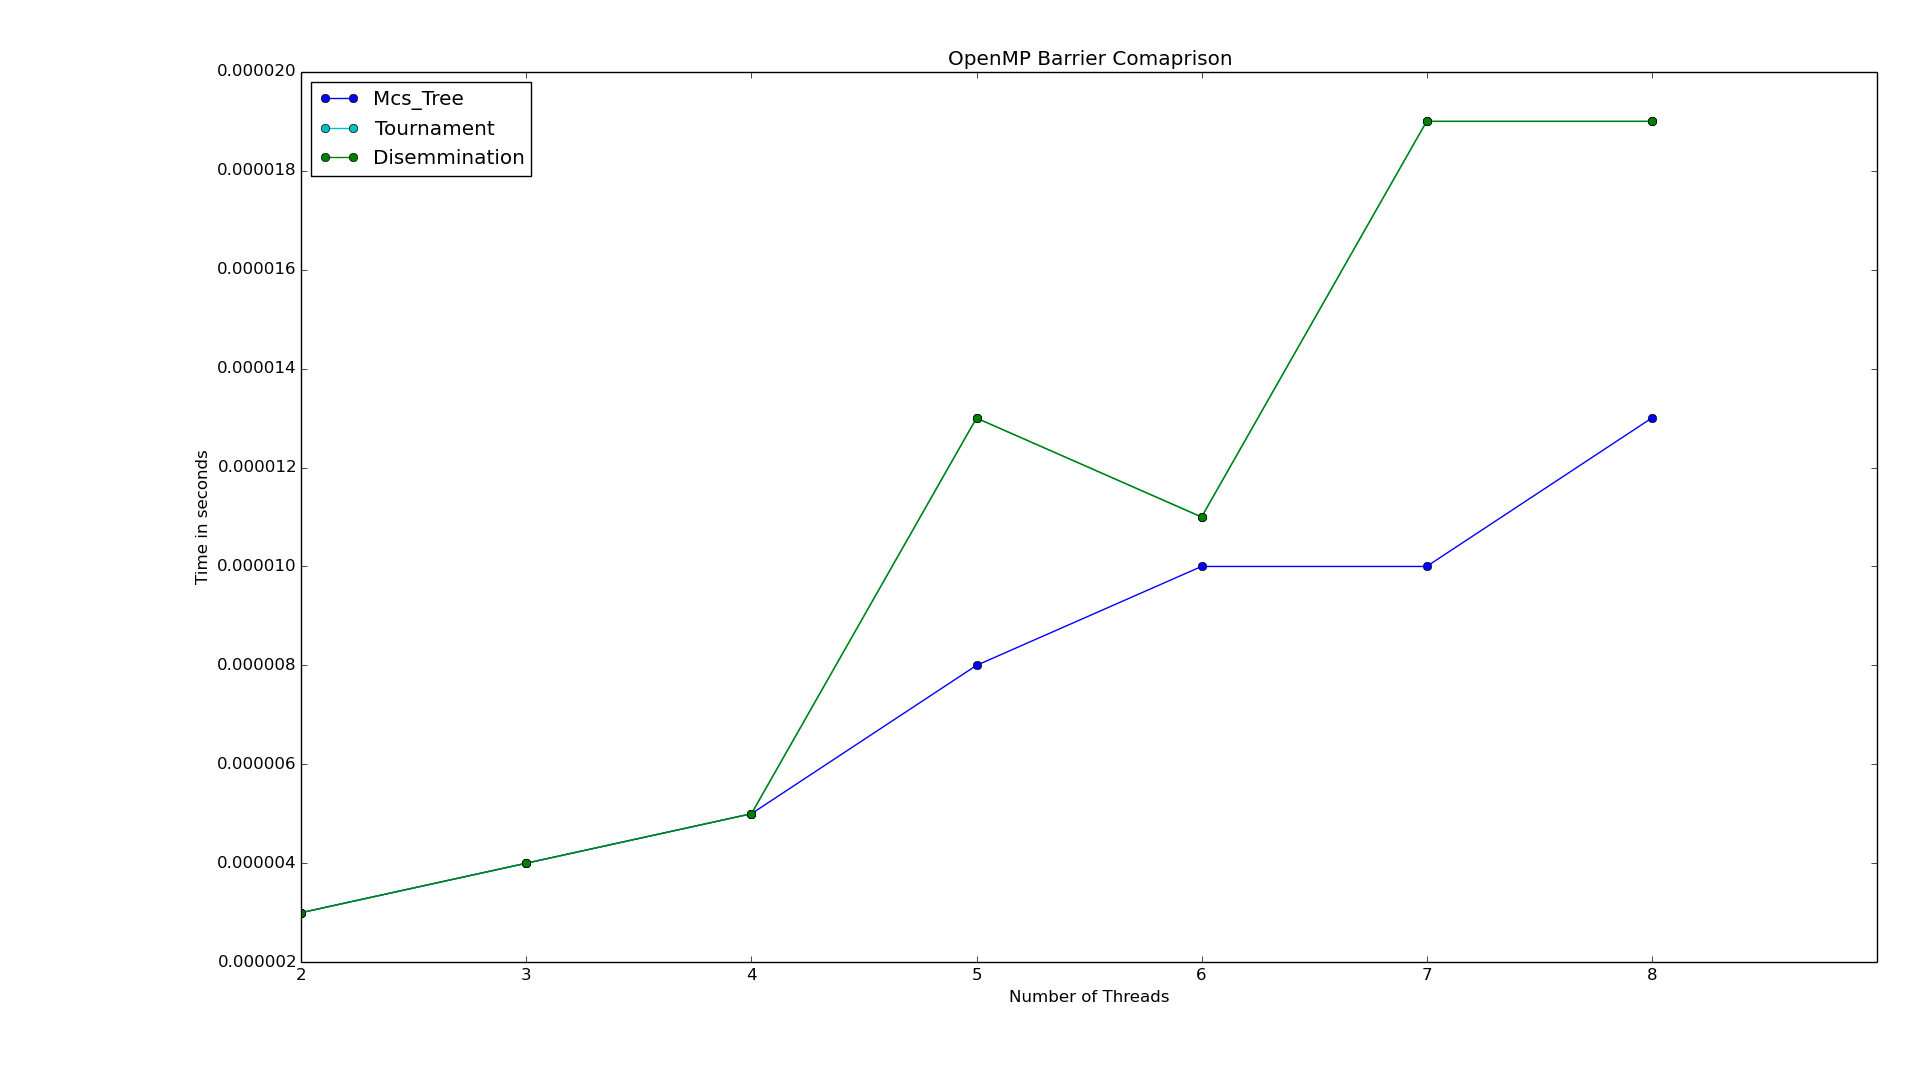 OpenMP Barrier Comaprison
0.000020
0.000018
0.000016
0.000014
0.000012
0.000010
0.000008
0.000006
0.000004
0.000002
Mcs_Tree
Tournament
Disemmination
Time in seconds
2 3 4 5 6 7 8
Number of Threads